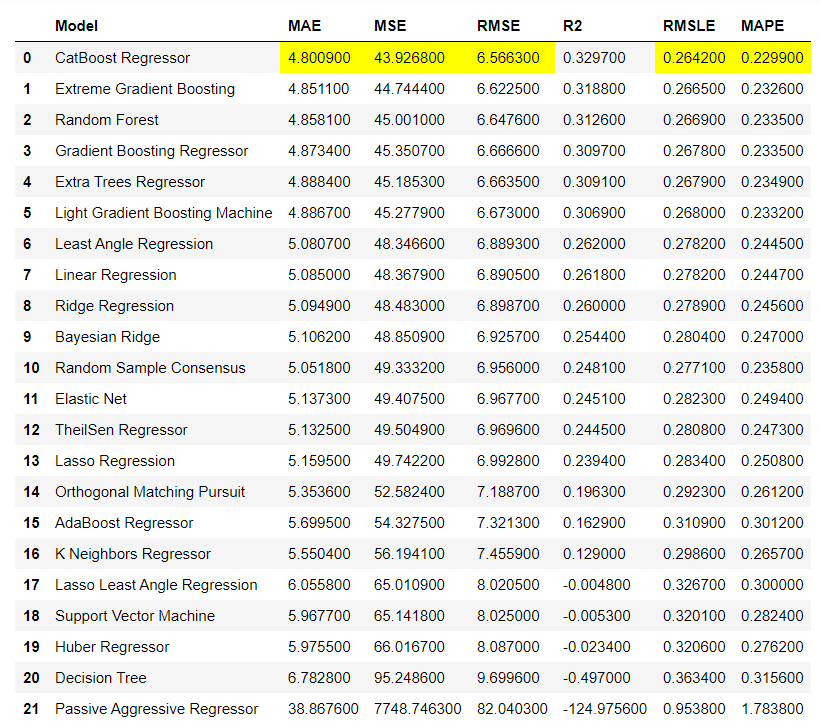 Model MAE MSE RMSE R2 RMSLE MAPE
0 CatBoost Regressor 4.800900 43.926800 6.566300 0.329700 0.264200 0.229900
1 Extreme Gradient Boosting 4.851100 44.744400 6.622500 0.318800 0.266500 0.232600
2 Random Forest 4.858100 45.001000 6.647600 0.312600 0.266900 0.233500
3 Gradient Boosting Regressor 4.873400 45.350700 6.666600 0.309700 0.267800 0.233500
4 Extra Trees Regressor 4.888400 45.185300 6.663500 0.309100 0.267900 0.234900
5 Light Gradient Boosting Machine 4.886700 45.277900 6.673000 0.306900 0.268000 0.233200
6 Least Angle Regression 5.080700 48.346600 6.889300 0.262000 0.278200 0.244500
7 Linear Regression 5.085000 48.367900 6.890500 0.261800 0.278200 0.244700
8 Ridge Regression 5.094900 48.483000 6.898700 0.260000 0.278900 0.245600
9 Bayesian Ridge 5.106200 48.850900 6.925700 0.254400 0.280400 0.247000
10 Random Sample Consensus 5.051800 49.333200 6.956000 0.248100 0.277100 0.235800
11 Elastic Net 5.137300 49.407500 6.967700 0.245100 0.282300 0.249400
12 TheilSen Regressor 5.132500 49.504900 6.969600 0.244500 0.280800 0.247300
13 Lasso Regression 5.159500 49.742200 6.992800 0.239400 0.283400 0.250800
14 Orthogonal Matching Pursuit 5.353600 52.582400 7.188700 0.196300 0.292300 0.261200
15 AdaBoost Regressor 5.699500 54.327500 7.321300 0.162900 0.310900 0.301200
16 K Neighbors Regressor 5.550400 56.194100 7.455900 0.129000 0.298600 0.265700
17 Lasso Least Angle Regression 6.055800 65.010900 8.020500 -0.004800 0.326700 0.300000
18 Support Vector Machine 5.967700 65.141800 8.025000 -0.005300 0.320100 0.282400
19 Huber Regressor 5.975500 66.016700 8.087000 -0.023400 0.320600 0.276200
20 Decision Tree 6.782800 95.248600 9.699600 -0.497000 0.363400 0.315600
21 Passive Aggressive Regressor 38.867600 7748.746300 82.040300 -124.975600 0.953800 1.783800